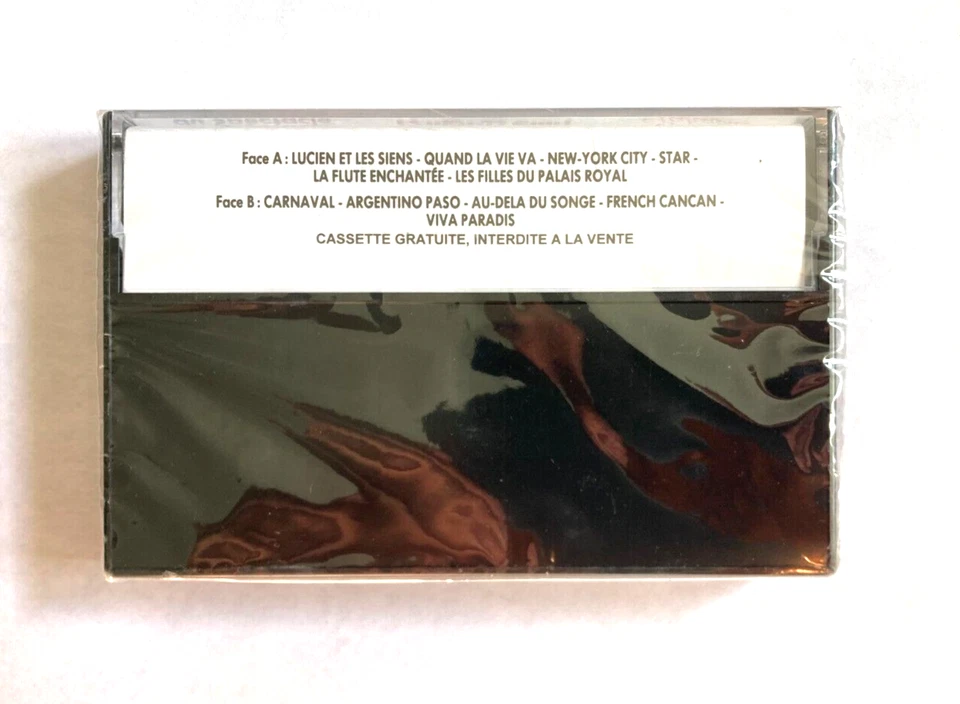 Face A : LUCIEN ET LES SIENS - QUAND LA VIE VA - NEW-YORK CITY - STAR -
LA FLUTE ENCHANTÉE - LES FILLES DU PALAIS ROYAL
Face B : CARNAVAL - ARGENTINO PASO - AU-DELA DU SONGE - FRENCH CANCAN -
VIVA PARADIS
CASSETTE GRATUITE, INTERDITE A LA VENTE